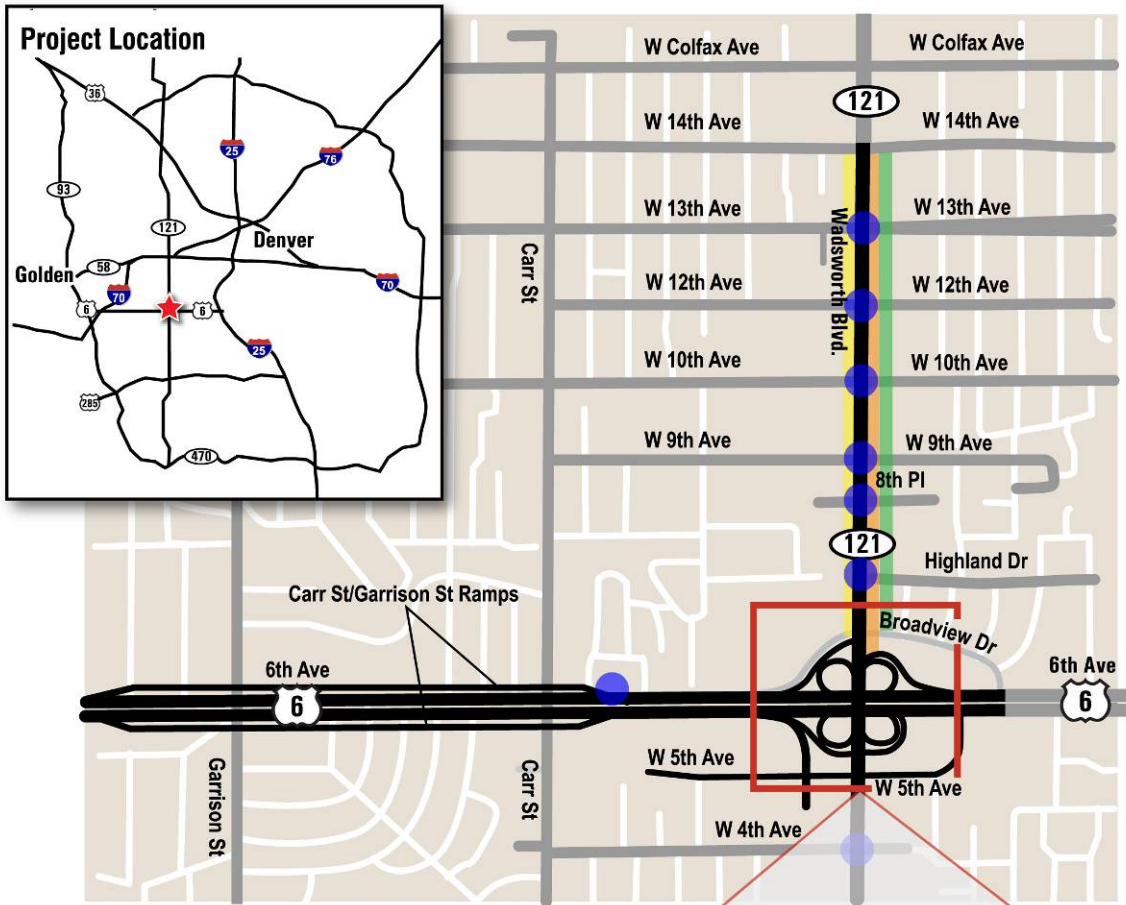 Project Location
36
25
76
93
121
Denver
Golden
58
70
70
6
6
25
285
470
W Colfax Ave
W Colfax Ave
121
W 14th Ave
W 14th Ave
W 13th Ave
W 13th Ave
Wadsworth Blvd.
Carr St
W 12th Ave
W 12th Ave
W 10th Ave
W 10th Ave
W 9th Ave
W 9th Ave
8th Pl
121
Highland Dr
Carr St/Garrison St Ramps
Broadview Dr
6th Ave
6
6th Ave
6
W 5th Ave
W 5th Ave
Garrison St
Carr St
W 4th Ave